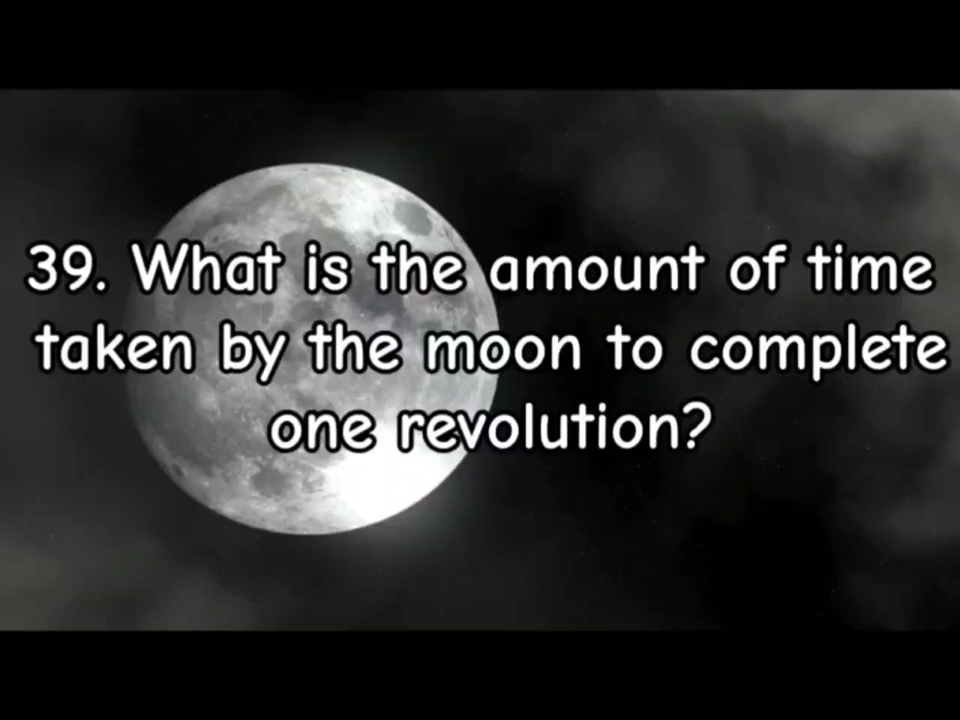 39. What is the amount of time
taken by the moon to complete
one revolution?